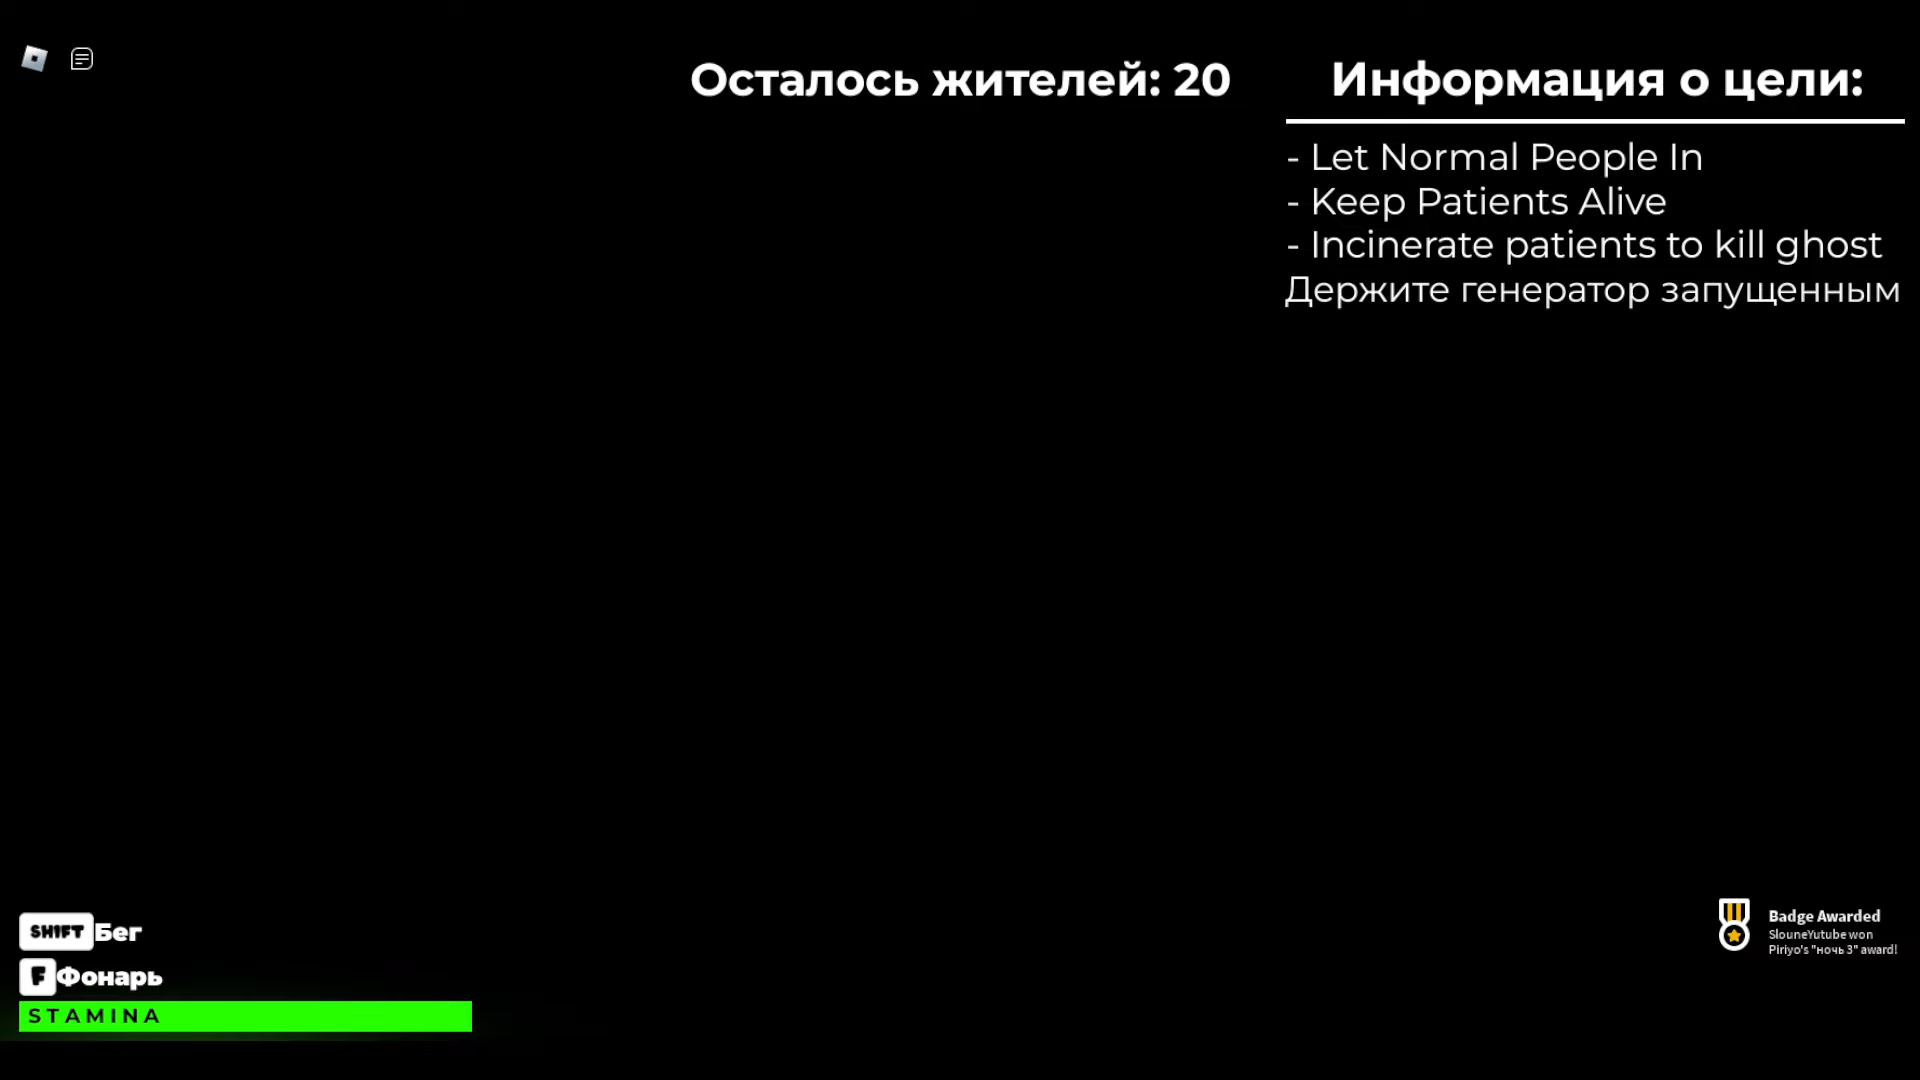 Осталось жителей: 20
Информация о цели:
- Let Normal People In
- Keep Patients Alive
- Incinerate patients to kill ghost
Держите генератор запущенным
SHIFT Бег
F Фонарь
STAMINA
Badge Awarded
SlouneYutube won
Piriyo's "ночь 3" award!